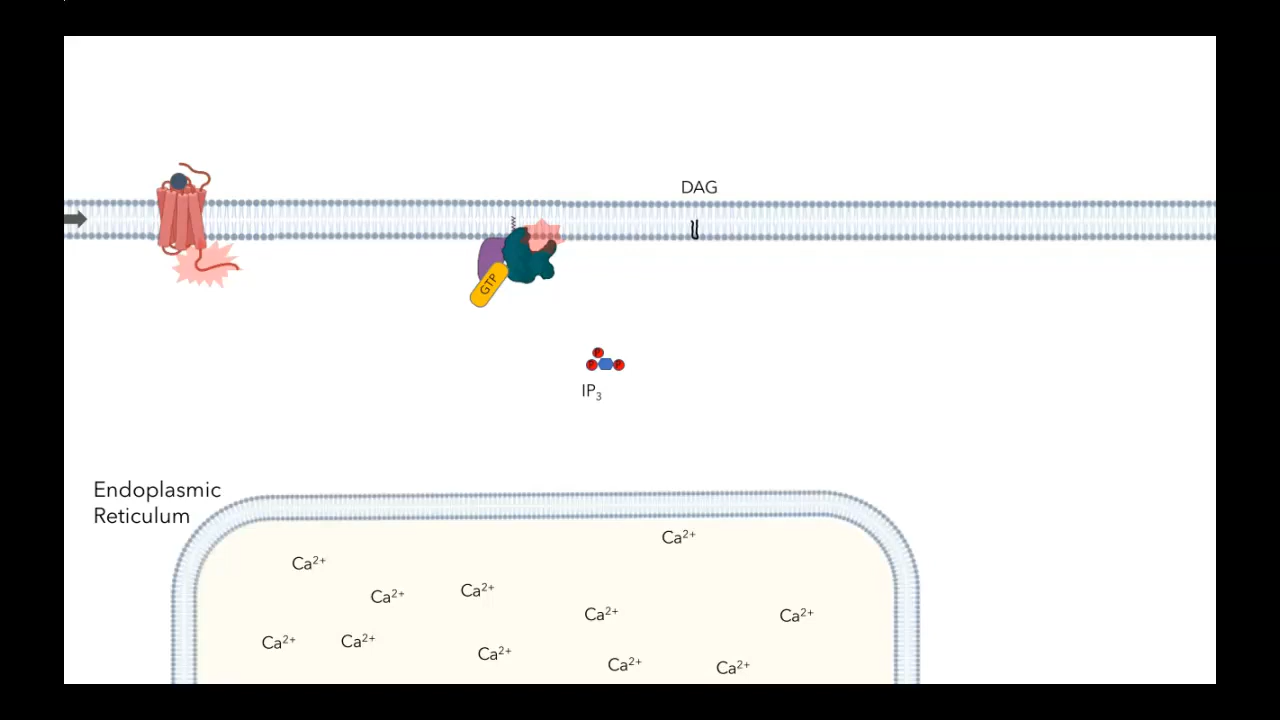 DAG
GTP
P
P P
IP₃
Endoplasmic
Reticulum
Ca²⁺
Ca²⁺
Ca²⁺
Ca²⁺
Ca²⁺
Ca²⁺
Ca²⁺
Ca²⁺
Ca²⁺
Ca²⁺
Ca²⁺